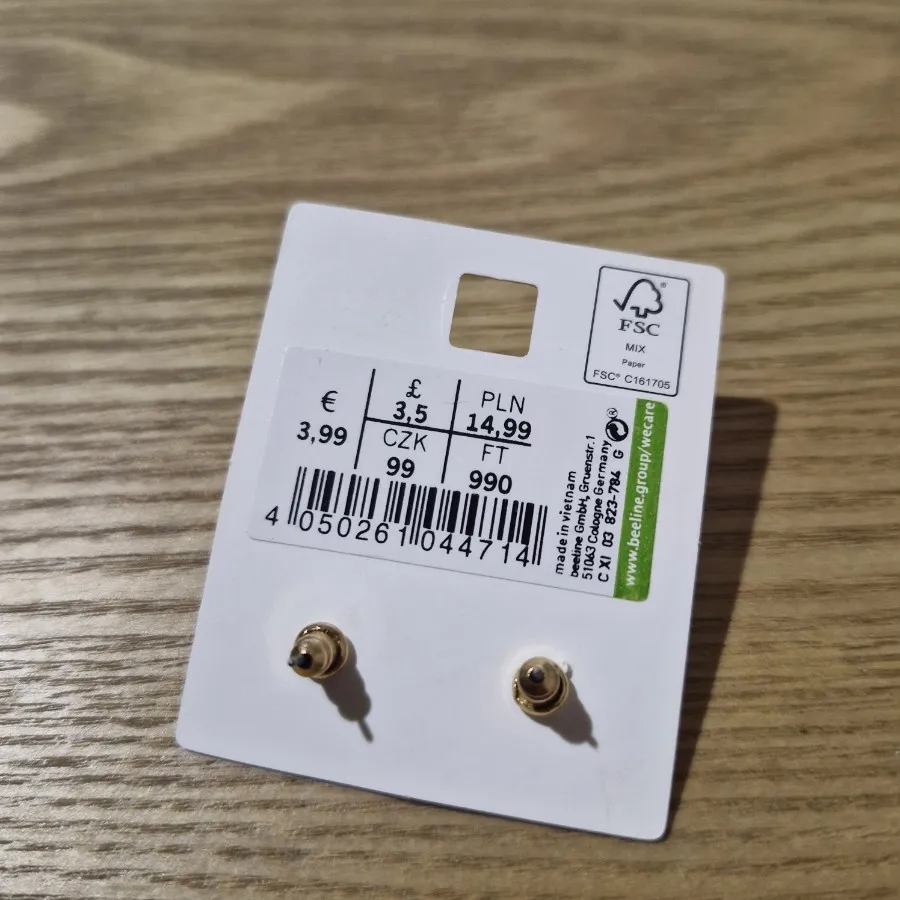 FSC®
MIX
Paper
FSC® C161705
€
3,99
£
3,5
PLN
14,99
CZK
99
FT
990
4 050261 044714
made in vietnam
beeline GmbH, Gruenstr.1
51063 Cologne Germany
C XI 03 823-784 G
www.beeline.group/wecare